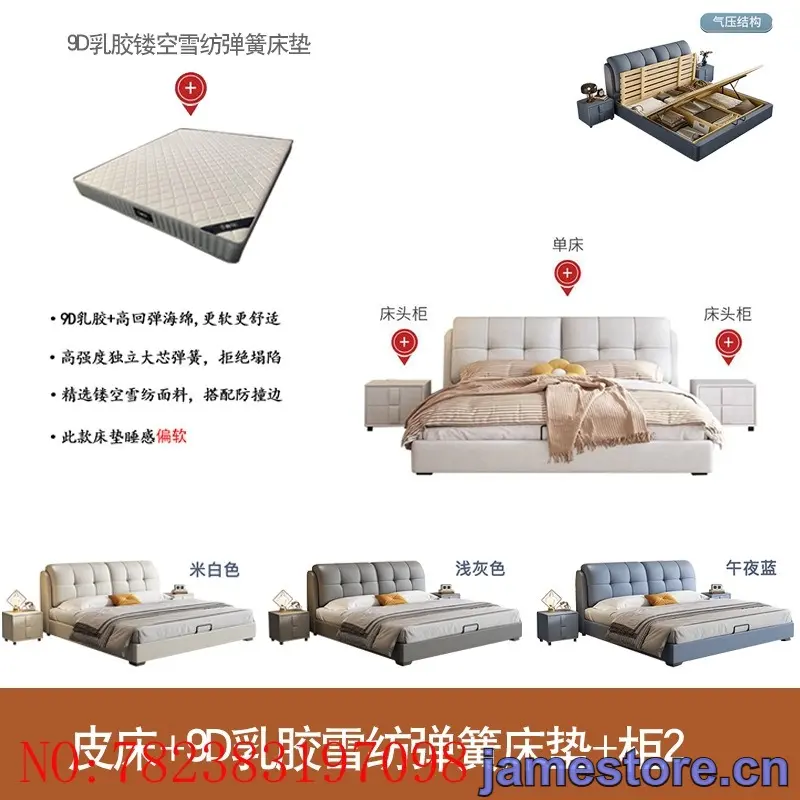 9D乳胶镂空雪纺弹簧床垫
气压结构
单床
床头柜
床头柜
• 9D乳胶+高回弹海绵,更软更舒适
• 高强度独立大芯弹簧，拒绝塌陷
• 精选镂空雪纺面料，搭配防撞边
• 此款床垫睡感偏软
米白色
浅灰色
午夜蓝
皮床+9D乳胶雪纺弹簧床垫+柜2
NO:782383197098
jamestore.cn